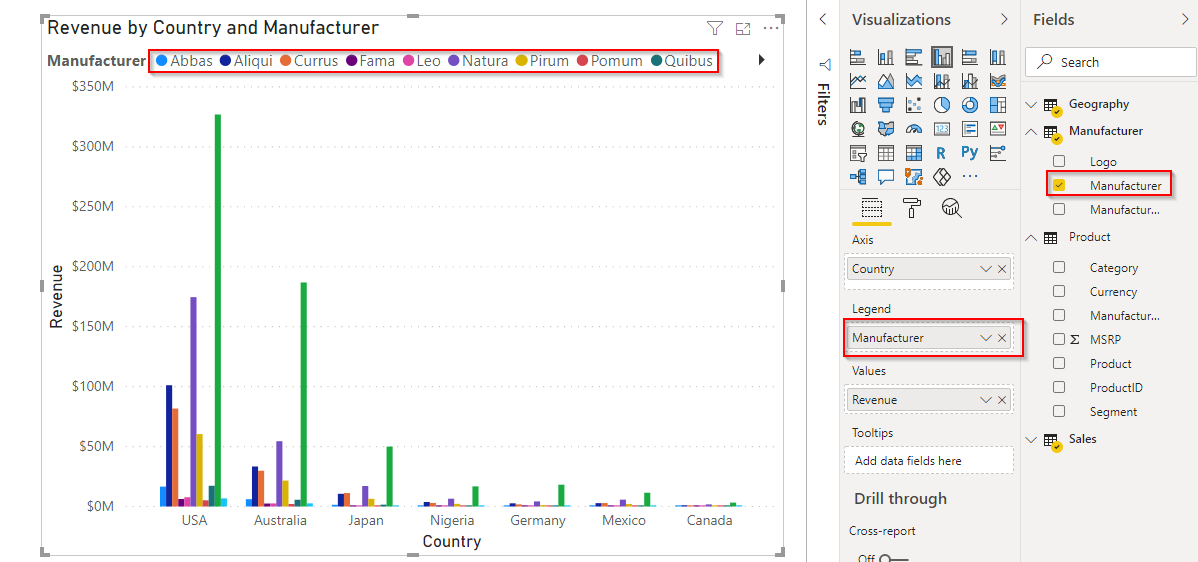 Revenue by Country and Manufacturer
Manufacturer Abbas Aliqui Currus Fama Leo Natura Pirum Pomum Quibus
$350M
$300M
$250M
$200M
$150M
$100M
$50M
$0M
Revenue
USA Australia Japan Nigeria Germany Mexico Canada
Country
Filters
Visualizations
123
R
Py
...
Axis
Country
Legend
Manufacturer
Values
Revenue
Tooltips
Add data fields here
Drill through
Cross-report
Off
Fields
Search
Geography
Manufacturer
Logo
Manufacturer
Manufactur...
Product
Category
Currency
Manufactur...
Σ MSRP
Product
ProductID
Segment
Sales